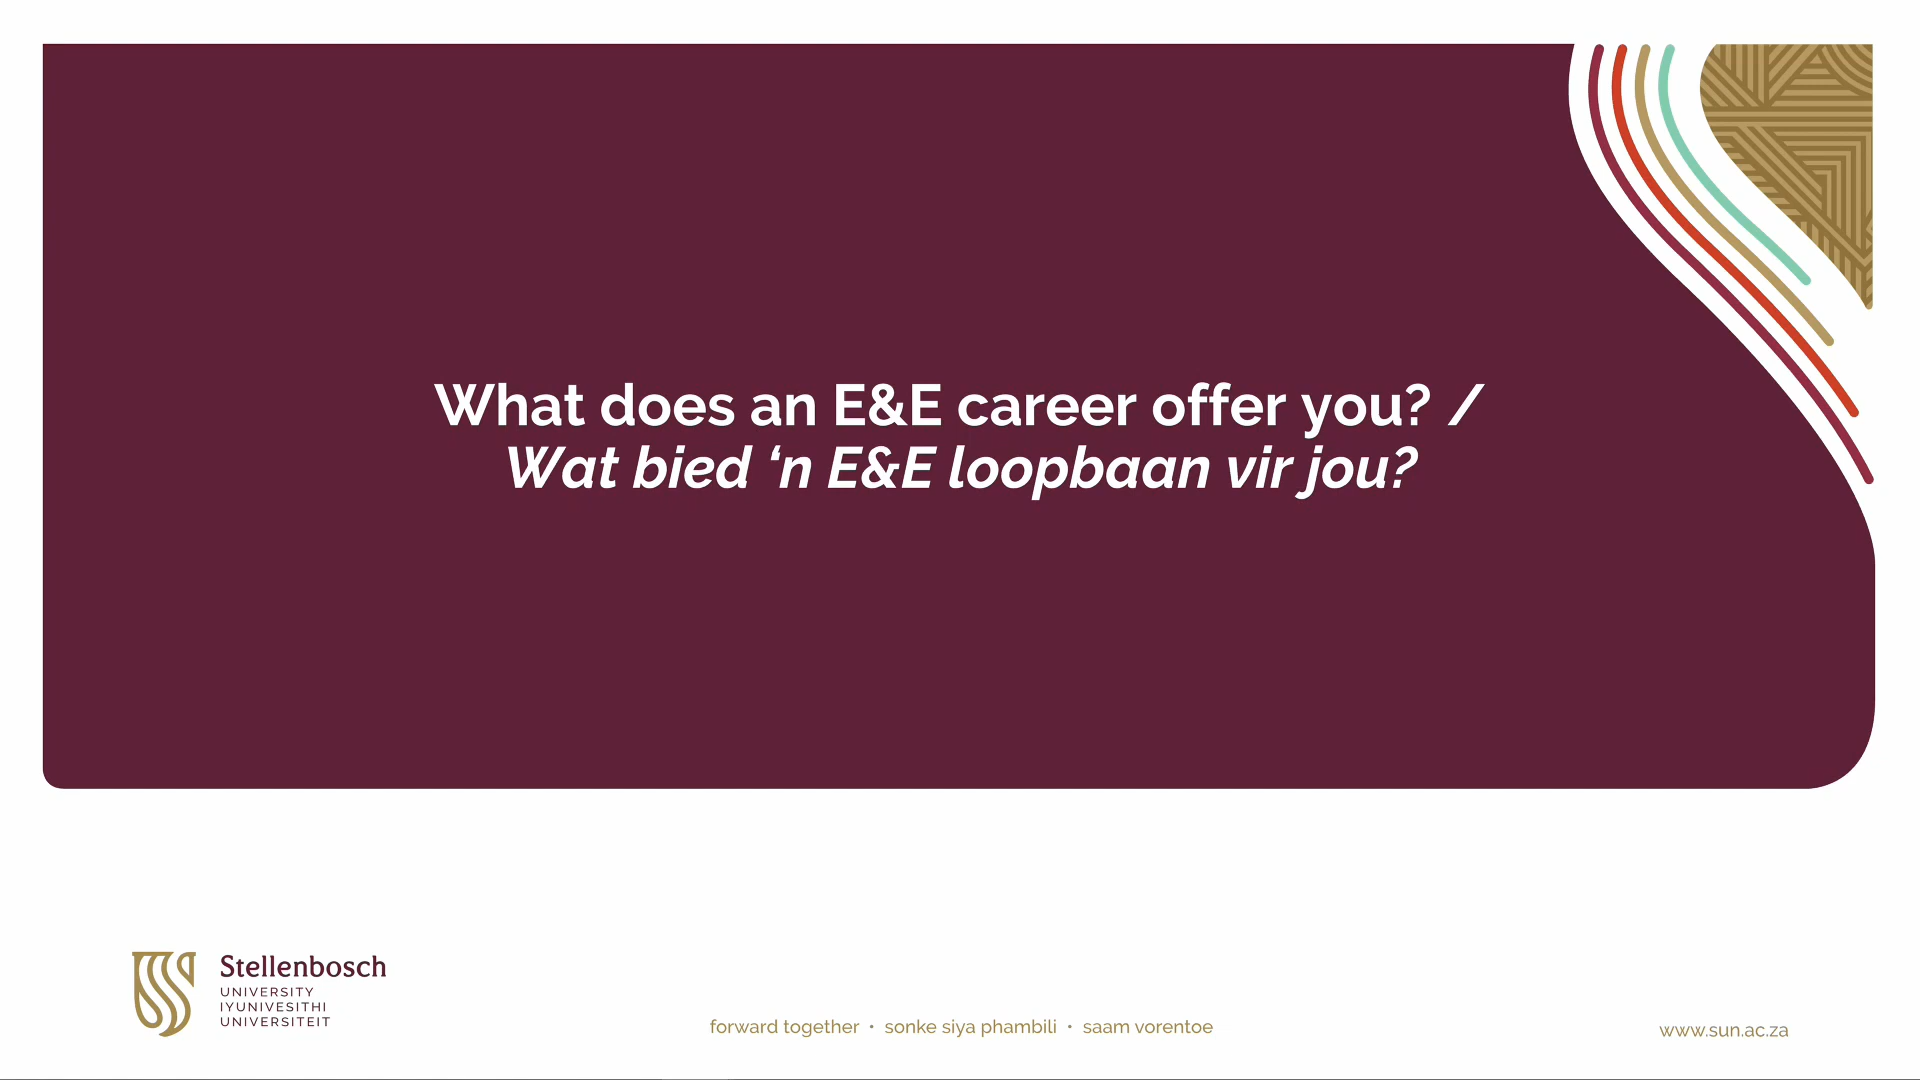 What does an E&E career offer you? /
Wat bied ‘n E&E loopbaan vir jou?
Stellenbosch
UNIVERSITY
IYUNIVESITHI
UNIVERSITEIT
forward together • sonke siya phambili • saam vorentoe
www.sun.ac.za